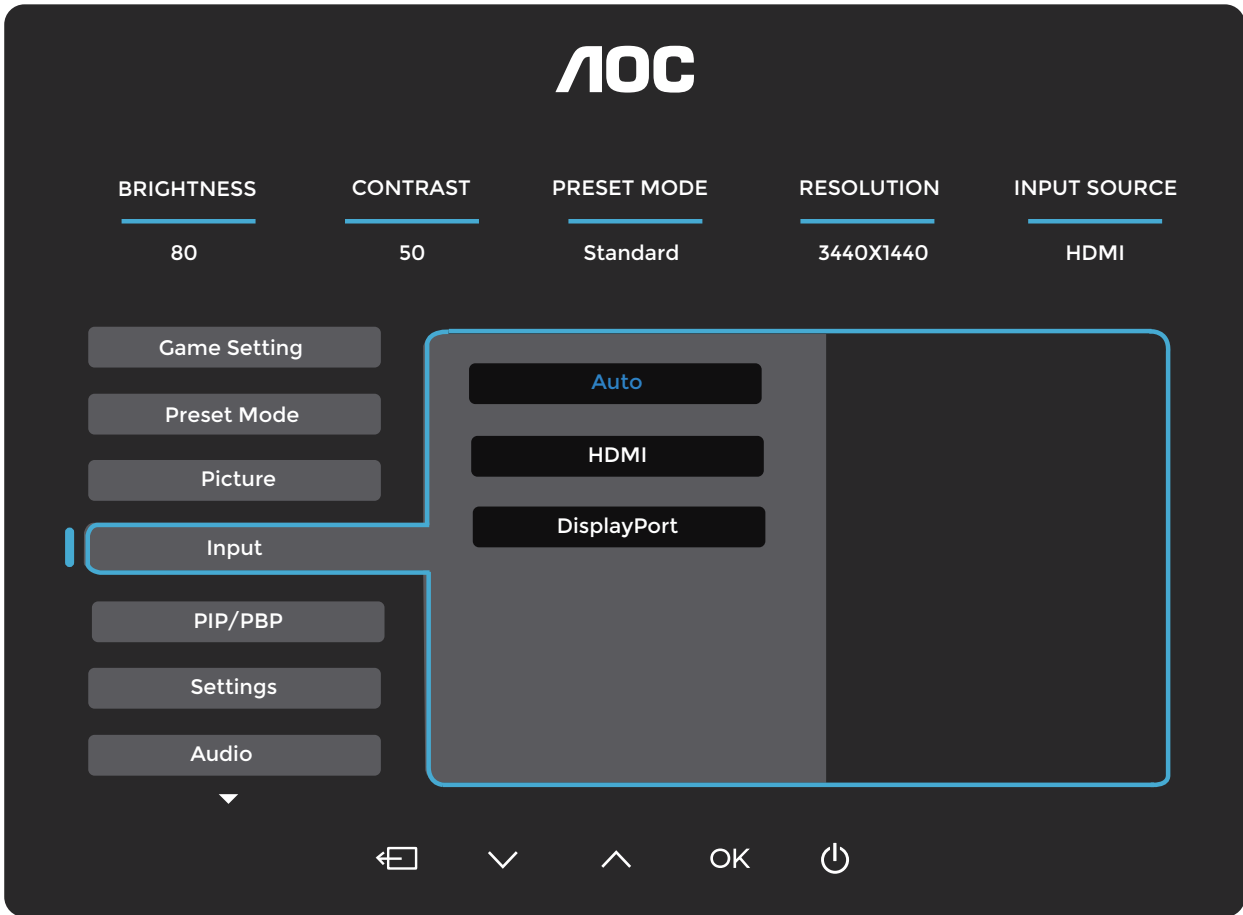 AOC
BRIGHTNESS CONTRAST PRESET MODE RESOLUTION INPUT SOURCE
80 50 Standard 3440X1440 HDMI
Game Setting
Preset Mode
Picture
Input
PIP/PBP
Settings
Audio
Auto
HDMI
DisplayPort
OK